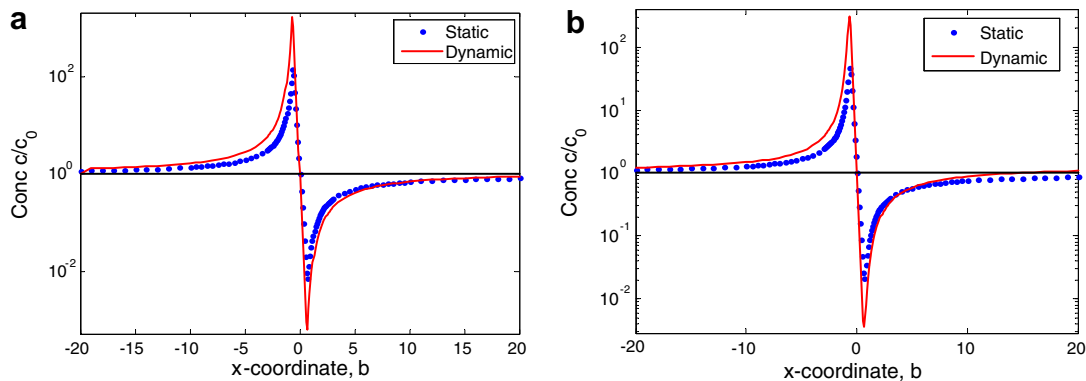 a
Conc c/c0
10^2
10^0
10^-2
Static
Dynamic
-20 -15 -10 -5 0 5 10 15 20
x-coordinate, b
b
Conc c/c0
10^2
10^1
10^0
10^-1
10^-2
Static
Dynamic
-20 -10 0 10 20
x-coordinate, b